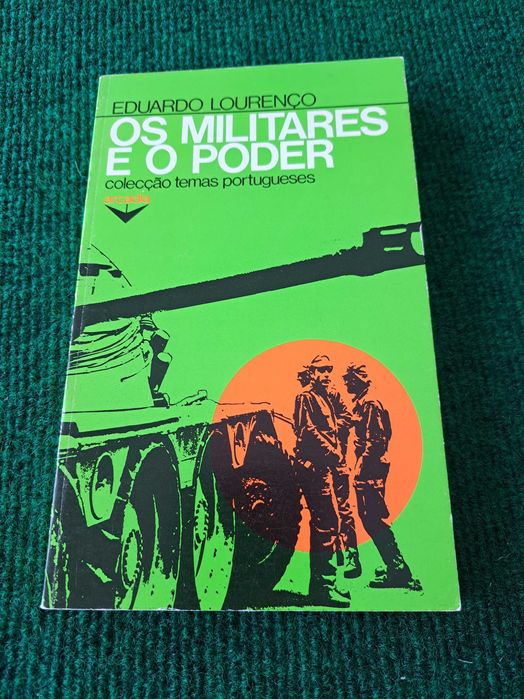 EDUARDO LOURENÇO
OS MILITARES
E O PODER
colecção temas portugueses
arcádia